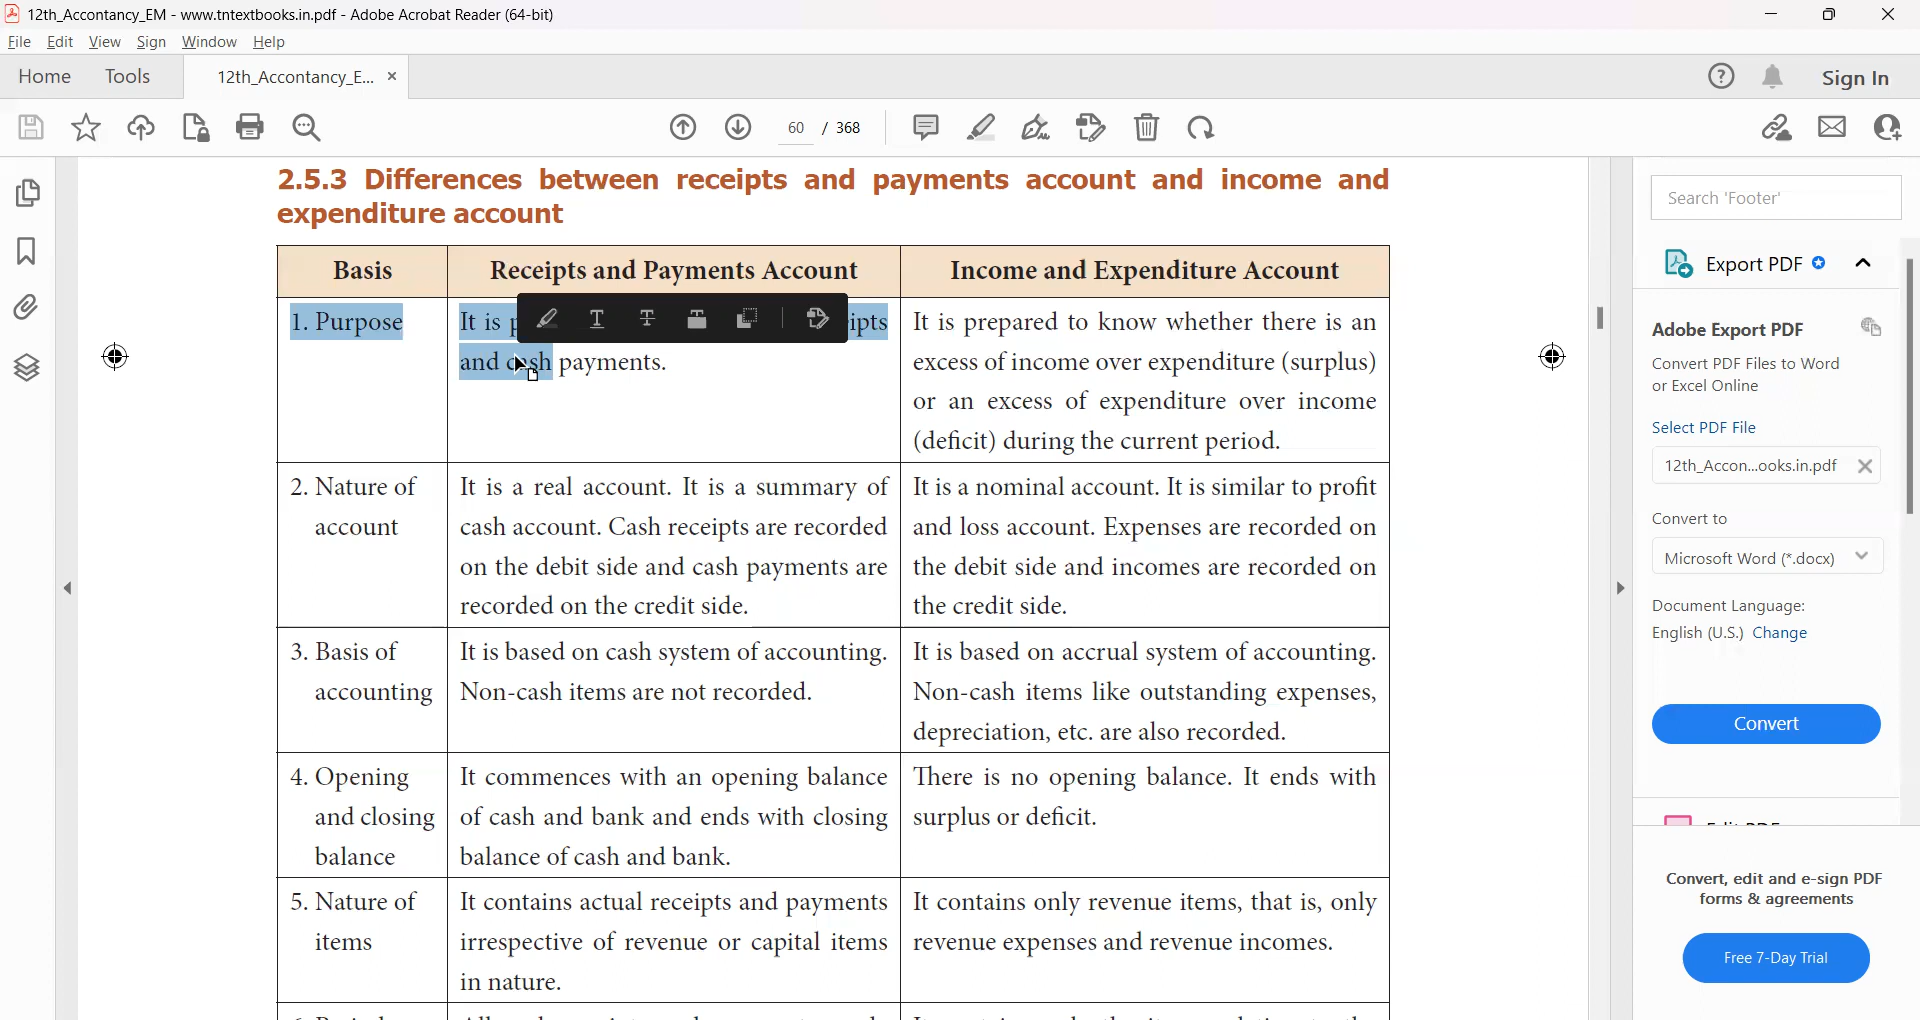 12th_Accontancy_EM - www.tntextbooks.in.pdf - Adobe Acrobat Reader (64-bit)
File Edit View Sign Window Help
Home Tools 12th_Accontancy_E... × Sign In
60 / 368
2.5.3 Differences between receipts and payments account and income and
expenditure account
Basis
Receipts and Payments Account
Income and Expenditure Account
1. Purpose
It is
and cash payments.
It is prepared to know whether there is an
excess of income over expenditure (surplus)
or an excess of expenditure over income
(deficit) during the current period.
2. Nature of
account
It is a real account. It is a summary of
cash account. Cash receipts are recorded
on the debit side and cash payments are
recorded on the credit side.
It is a nominal account. It is similar to profit
and loss account. Expenses are recorded on
the debit side and incomes are recorded on
the credit side.
3. Basis of
accounting
It is based on cash system of accounting.
Non-cash items are not recorded.
It is based on accrual system of accounting.
Non-cash items like outstanding expenses,
depreciation, etc. are also recorded.
4. Opening
and closing
balance
It commences with an opening balance
of cash and bank and ends with closing
balance of cash and bank.
There is no opening balance. It ends with
surplus or deficit.
5. Nature of
items
It contains actual receipts and payments
irrespective of revenue or capital items
in nature.
It contains only revenue items, that is, only
revenue expenses and revenue incomes.
Search 'Footer'
Export PDF
Adobe Export PDF
Convert PDF Files to Word
or Excel Online
Select PDF File
12th_Accon...ooks.in.pdf
Convert to
Microsoft Word (*.docx)
Document Language:
English (U.S.) Change
Convert
Convert, edit and e-sign PDF
forms & agreements
Free 7-Day Trial